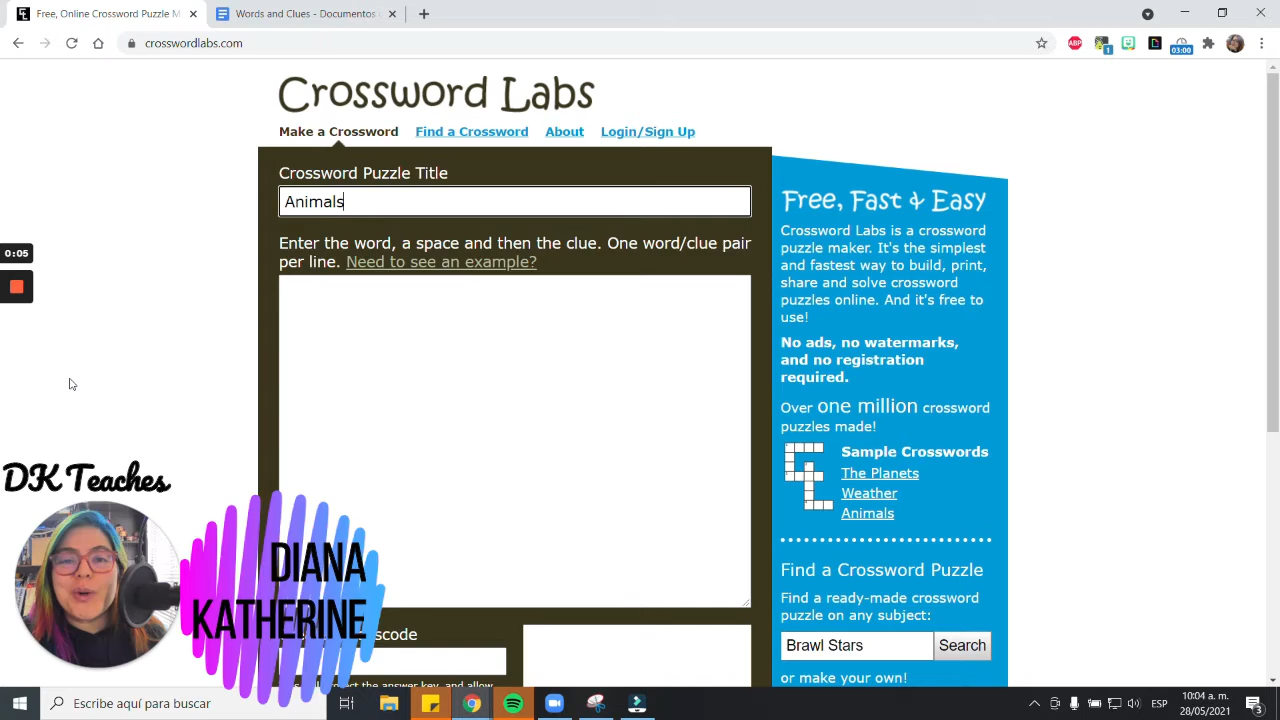 Free, Online Crossword Puzzle M
Words and Clues - Documentos
crosswordlabs.com
ABP
1
03:00
Crossword Labs
Make a Crossword
Find a Crossword
About
Login/Sign Up
Crossword Puzzle Title
Animals
Enter the word, a space and then the clue. One word/clue pair
per line. Need to see an example?
Free, Fast & Easy
Crossword Labs is a crossword
puzzle maker. It's the simplest
and fastest way to build, print,
share and solve crossword
puzzles online. And it's free to
use!
No ads, no watermarks,
and no registration
required.
Over one million crossword
puzzles made!
Sample Crosswords
The Planets
Weather
Animals
Find a Crossword Puzzle
Find a ready-made crossword
puzzle on any subject:
Brawl Stars
Search
or make your own!
0:05
DK Teaches
DIANA
KATHERINE
Escribe aquí para buscar
ESP
10:04 a. m.
28/05/2021
3